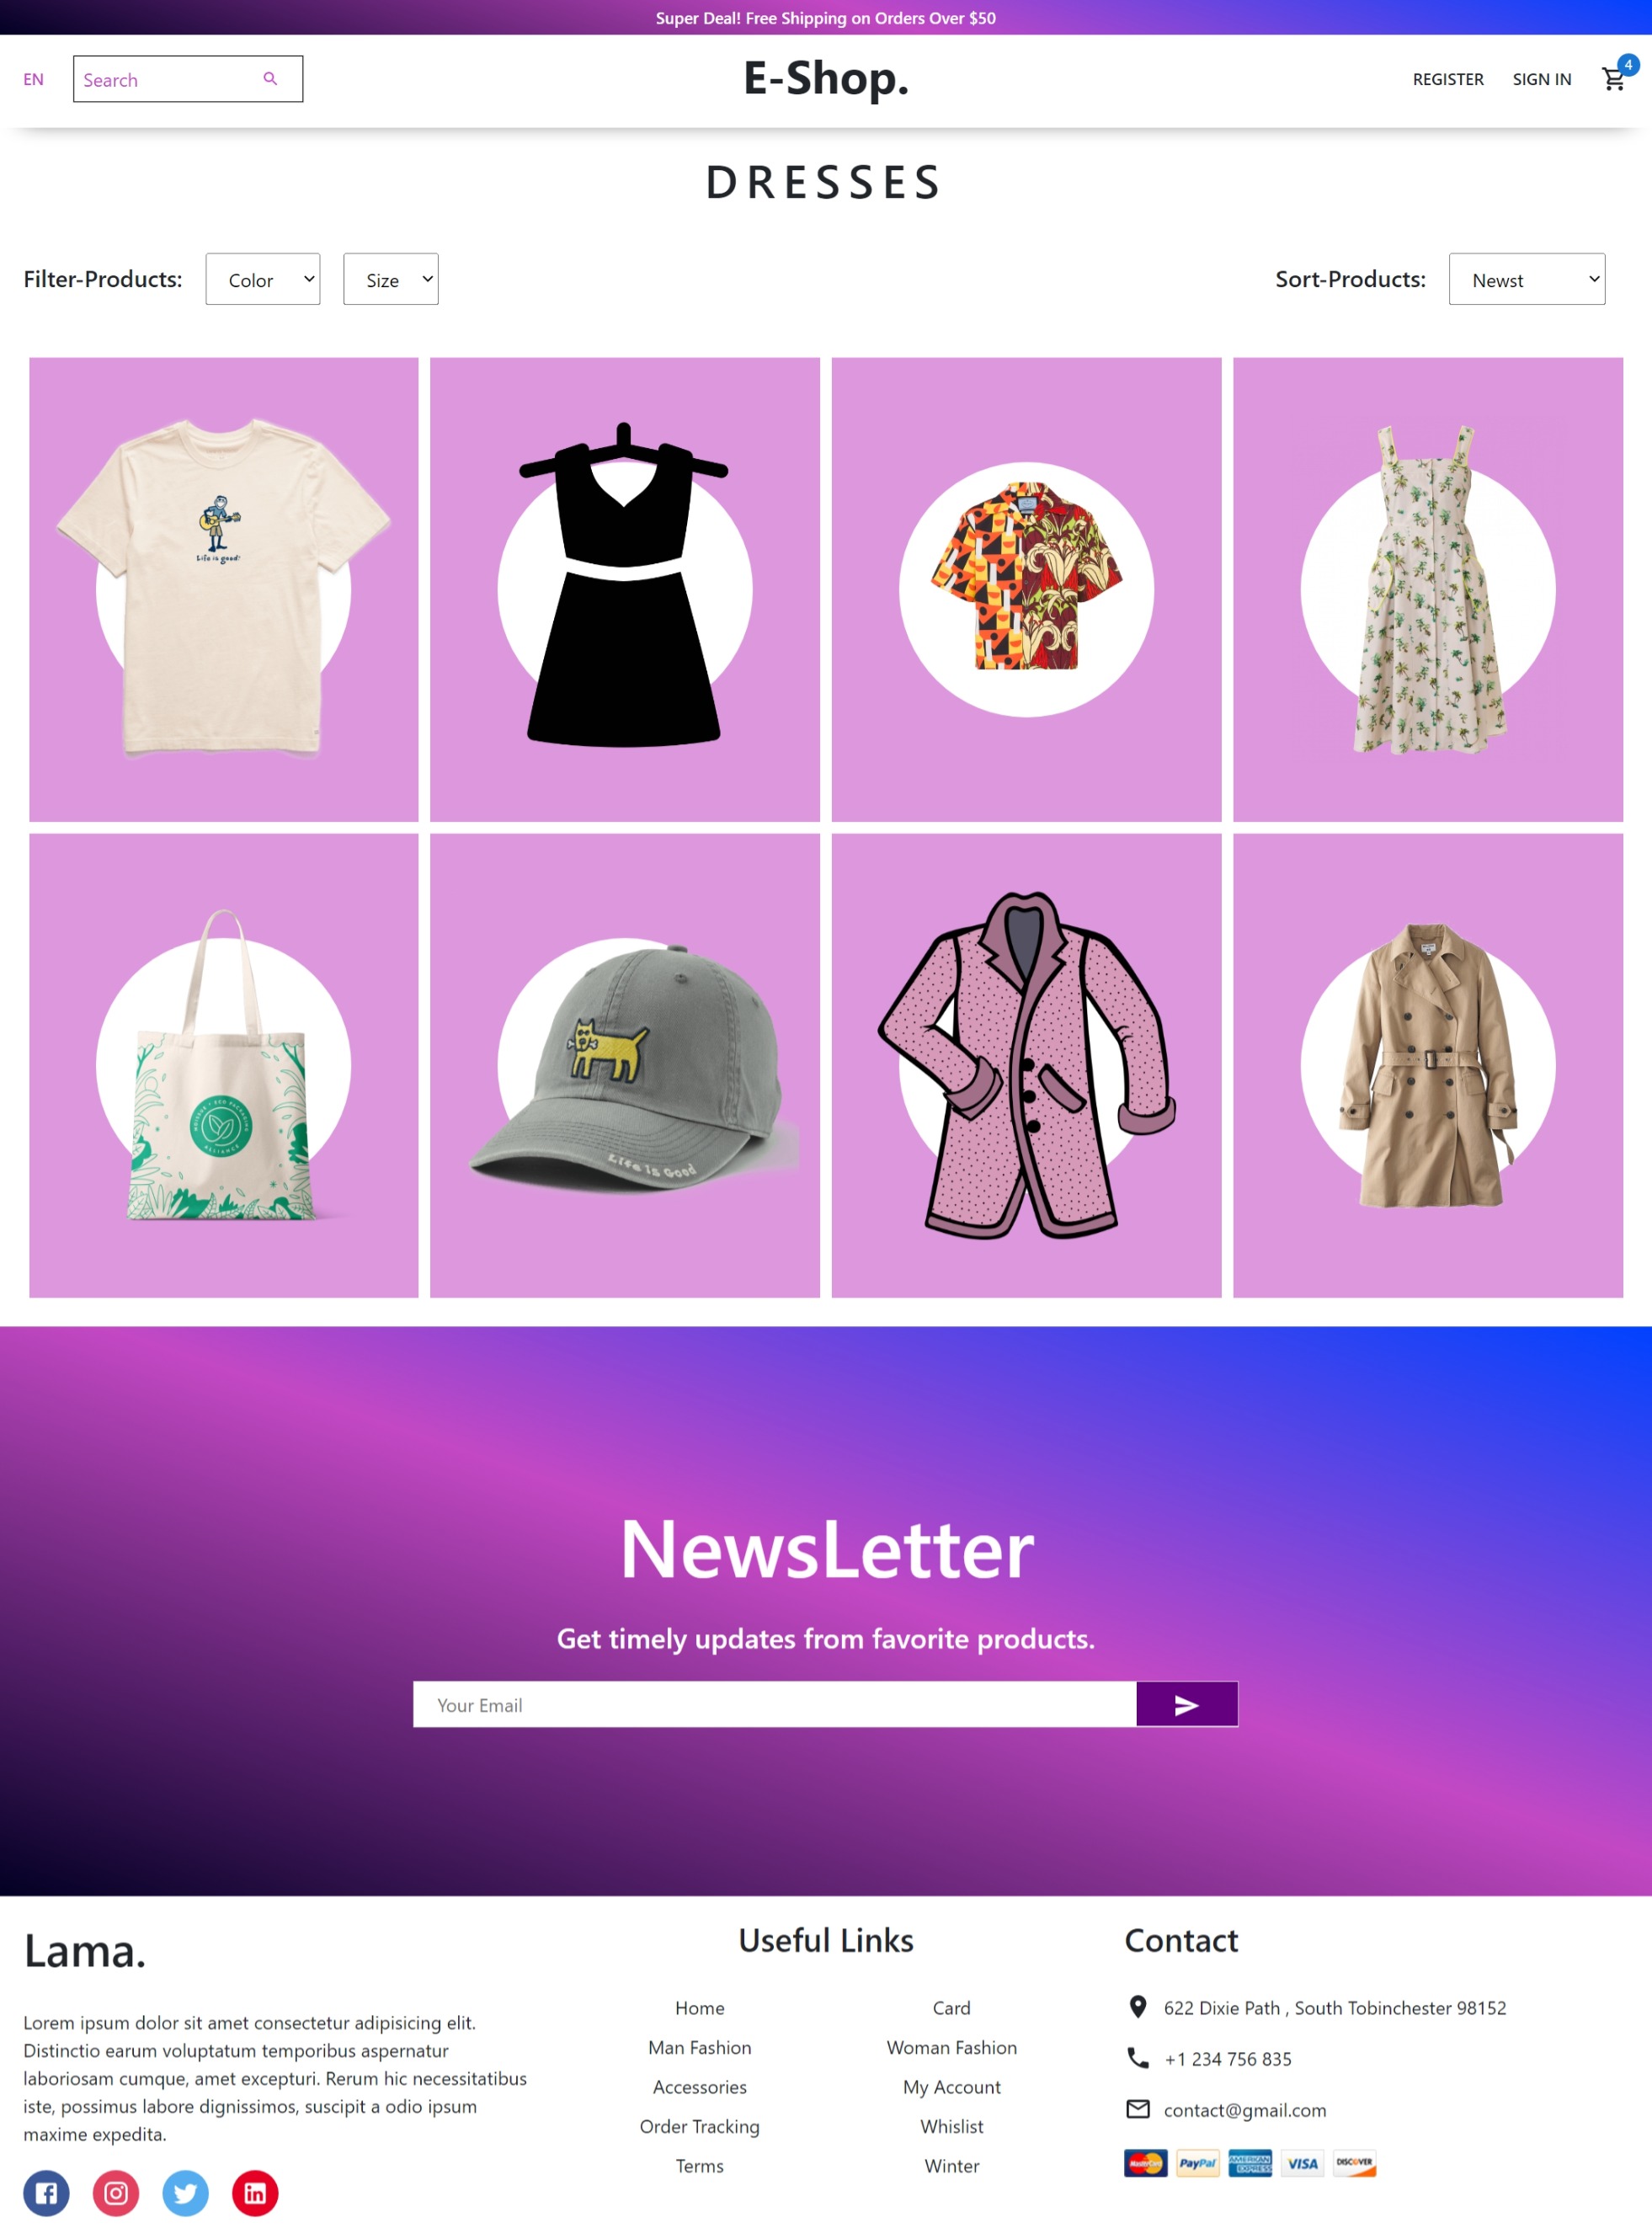 Super Deal! Free Shipping on Orders Over $50
EN
Search
E-Shop.
REGISTER
SIGN IN
4
DRESSES
Filter-Products:
Color
Size
Sort-Products:
Newst
Life is good
ALLIANCE
Life is Good
NewsLetter
Get timely updates from favorite products.
Your Email
Lama.
Lorem ipsum dolor sit amet consectetur adipisicing elit.
Distinctio earum voluptatum temporibus aspernatur
laboriosam cumque, amet excepturi. Rerum hic necessitatibus
iste, possimus labore dignissimos, suscipit a odio ipsum
maxime expedita.
Useful Links
Home
Card
Man Fashion
Woman Fashion
Accessories
My Account
Order Tracking
Whislist
Terms
Winter
Contact
622 Dixie Path , South Tobinchester 98152
+1 234 756 835
contact@gmail.com
MasterCard
PayPal
AMERICAN EXPRESS
VISA
DISCOVER